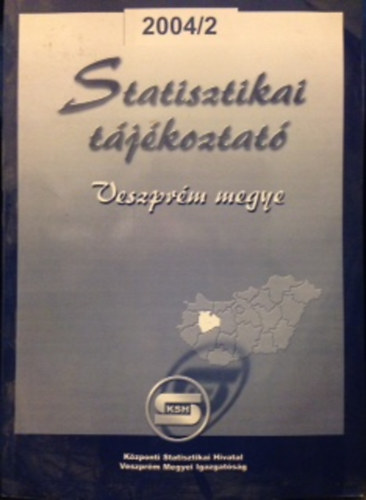 2004/2
Statisztikai
tájékoztató
Veszprém megye
KSH
Központi Statisztikai Hivatal
Veszprém Megyei Igazgatóság